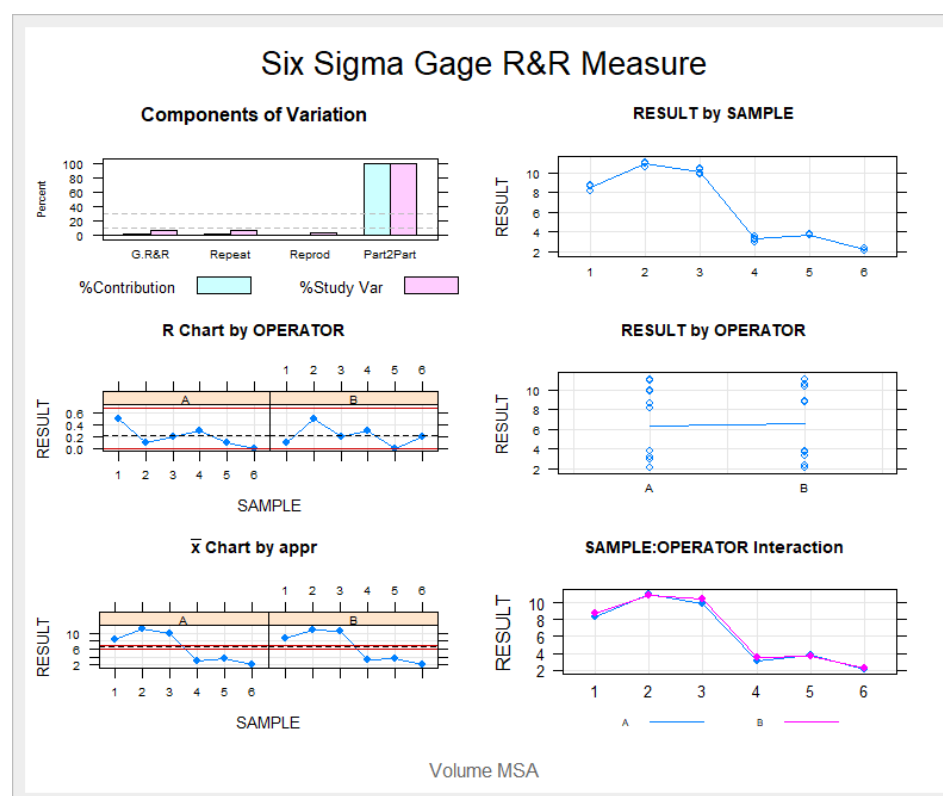 Six Sigma Gage R&R Measure
Components of Variation
Percent
100
80
60
40
20
0
G.R&R Repeat Reprod Part2Part
%Contribution %Study Var
RESULT by SAMPLE
RESULT
10
8
6
4
2
1 2 3 4 5 6
R Chart by OPERATOR
RESULT
1 2 3 4 5 6
A B
0.6
0.4
0.2
0.0
1 2 3 4 5 6
SAMPLE
RESULT by OPERATOR
RESULT
10
8
6
4
2
A B
x Chart by appr
RESULT
1 2 3 4 5 6
A B
10
6
4
2
1 2 3 4 5 6
SAMPLE
SAMPLE:OPERATOR Interaction
RESULT
10
8
6
4
2
1 2 3 4 5 6
A B
Volume MSA